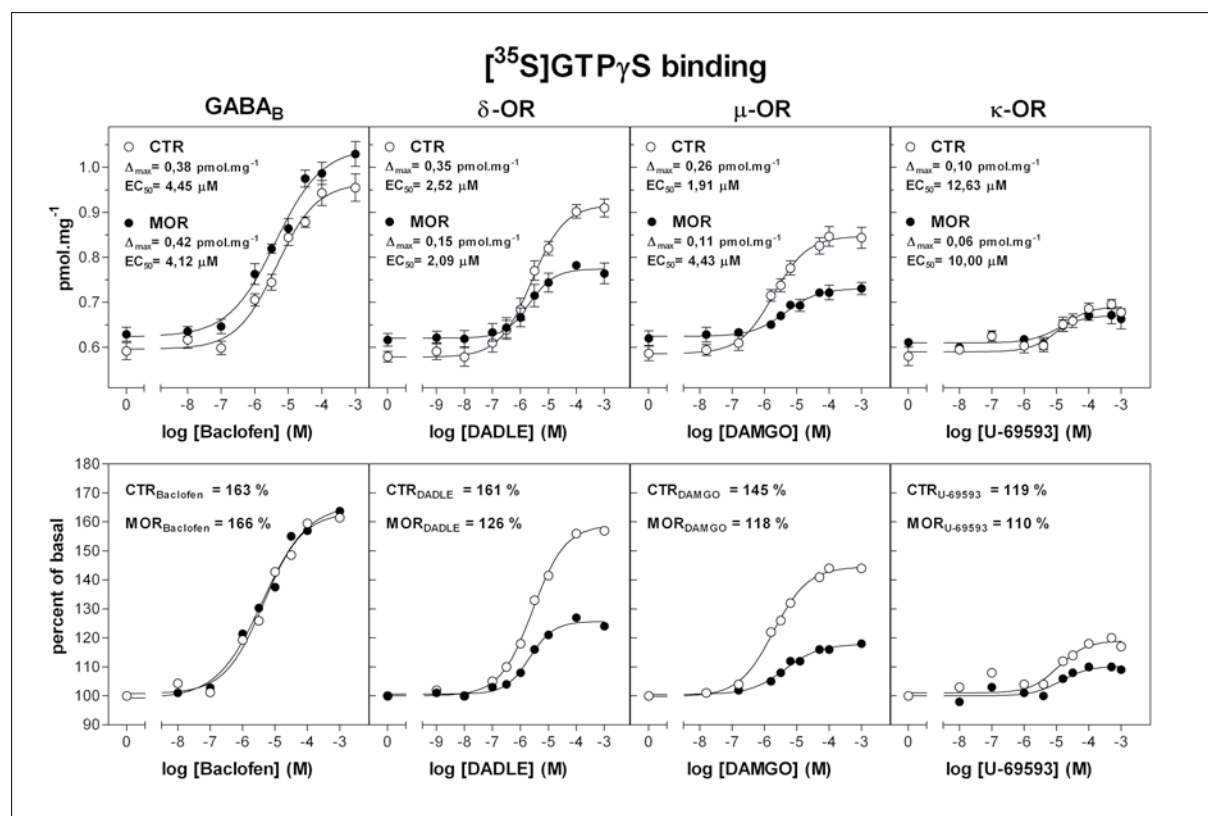 [³⁵S]GTPγS binding
GABA_B
δ-OR
μ-OR
κ-OR
CTR
Δmax= 0,38 pmol.mg⁻¹
EC₅₀= 4,45 μM
MOR
Δmax= 0,42 pmol.mg⁻¹
EC₅₀= 4,12 μM
CTR
Δmax= 0,35 pmol.mg⁻¹
EC₅₀= 2,52 μM
MOR
Δmax= 0,15 pmol.mg⁻¹
EC₅₀= 2,09 μM
CTR
Δmax= 0,26 pmol.mg⁻¹
EC₅₀= 1,91 μM
MOR
Δmax= 0,11 pmol.mg⁻¹
EC₅₀= 4,43 μM
CTR
Δmax= 0,10 pmol.mg⁻¹
EC₅₀= 12,63 μM
MOR
Δmax= 0,06 pmol.mg⁻¹
EC₅₀= 10,00 μM
pmol.mg⁻¹
1.0
0.9
0.8
0.7
0.6
0 -8 -7 -6 -5 -4 -3
0 -9 -8 -7 -6 -5 -4 -3
0 -8 -7 -6 -5 -4 -3
0 -8 -7 -6 -5 -4 -3
log [Baclofen] (M)
log [DADLE] (M)
log [DAMGO] (M)
log [U-69593] (M)
percent of basal
180
170
160
150
140
130
120
110
100
90
CTR_Baclofen = 163 %
MOR_Baclofen = 166 %
CTR_DADLE = 161 %
MOR_DADLE = 126 %
CTR_DAMGO = 145 %
MOR_DAMGO = 118 %
CTR_U-69593 = 119 %
MOR_U-69593 = 110 %
0 -8 -7 -6 -5 -4 -3
0 -9 -8 -7 -6 -5 -4 -3
0 -8 -7 -6 -5 -4 -3
0 -8 -7 -6 -5 -4 -3
log [Baclofen] (M)
log [DADLE] (M)
log [DAMGO] (M)
log [U-69593] (M)